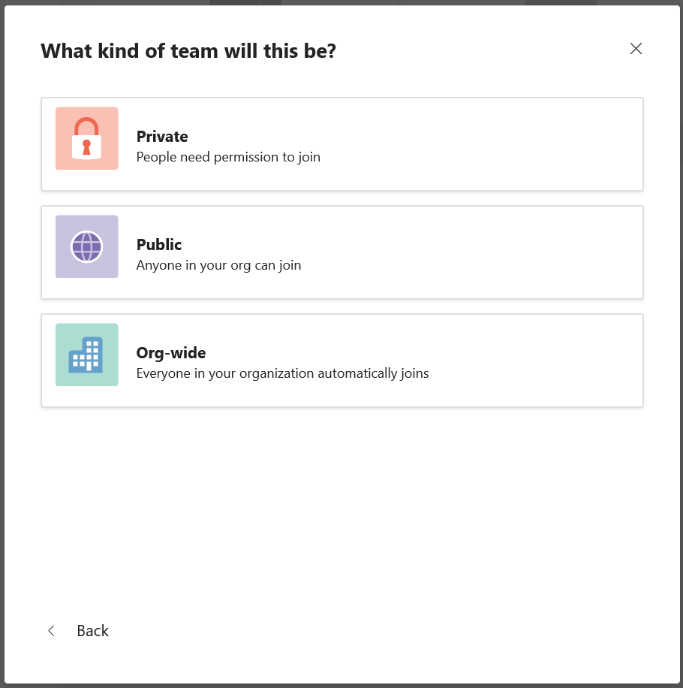 What kind of team will this be?
Private
People need permission to join
Public
Anyone in your org can join
Org-wide
Everyone in your organization automatically joins
Back